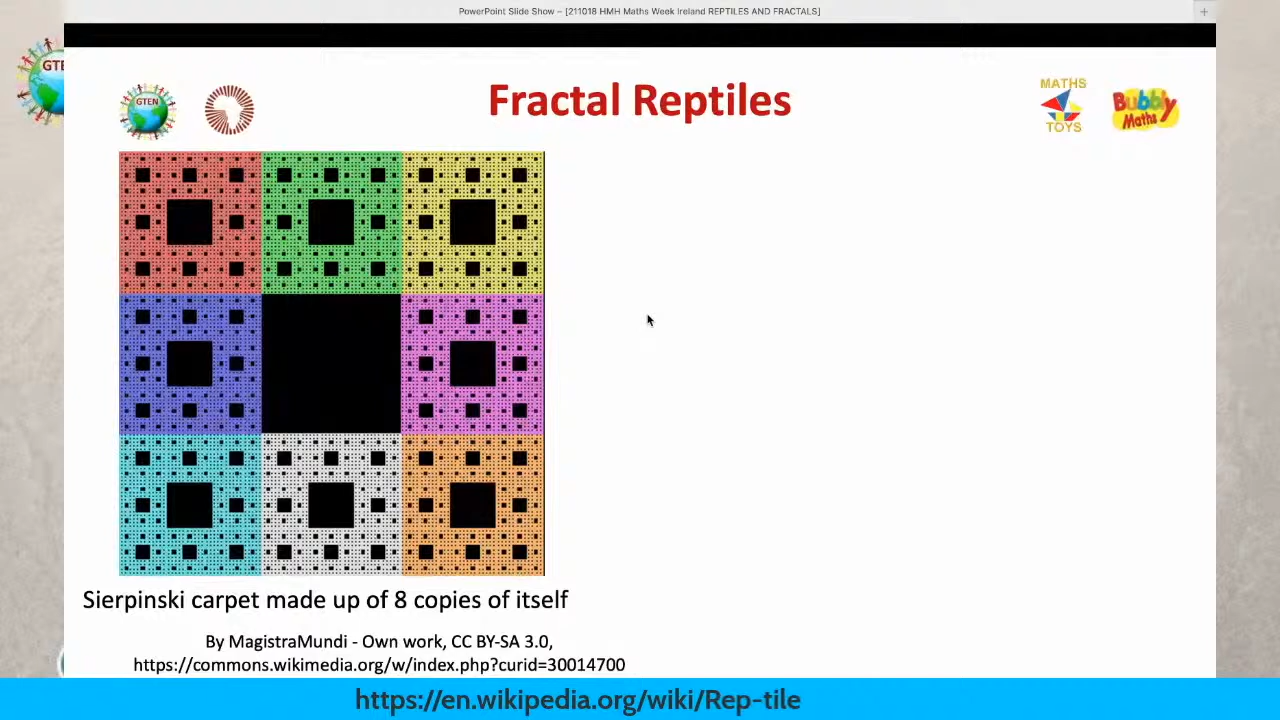 PowerPoint Slide Show – [211018 HMH Maths Week Ireland REPTILES AND FRACTALS]
GTE
GTEN
Fractal Reptiles
MATHS
TOYS
Bubbly
Maths
Sierpinski carpet made up of 8 copies of itself
By MagistraMundi - Own work, CC BY-SA 3.0,
https://commons.wikimedia.org/w/index.php?curid=30014700
https://en.wikipedia.org/wiki/Rep-tile